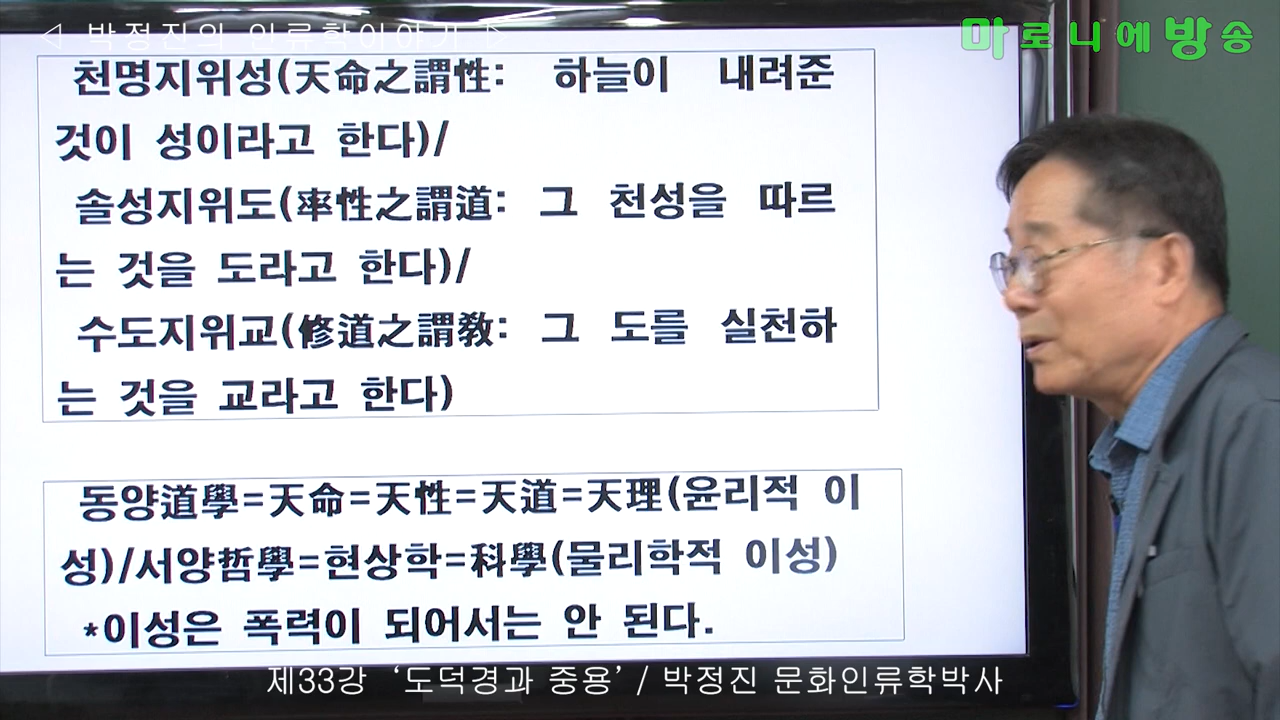 ◁ 박정진의 인류학이야기 ▷
마로니에방송
천명지위성(天命之謂性: 하늘이 내려준
것이 성이라고 한다)/
솔성지위도(率性之謂道: 그 천성을 따르
는 것을 도라고 한다)/
수도지위교(修道之謂敎: 그 도를 실천하
는 것을 교라고 한다)
동양道學=天命=天性=天道=天理(윤리적 이
성)/서양哲學=현상학=科學(물리학적 이성)
*이성은 폭력이 되어서는 안 된다.
제33강 ‘도덕경과 중용’ / 박정진 문화인류학박사